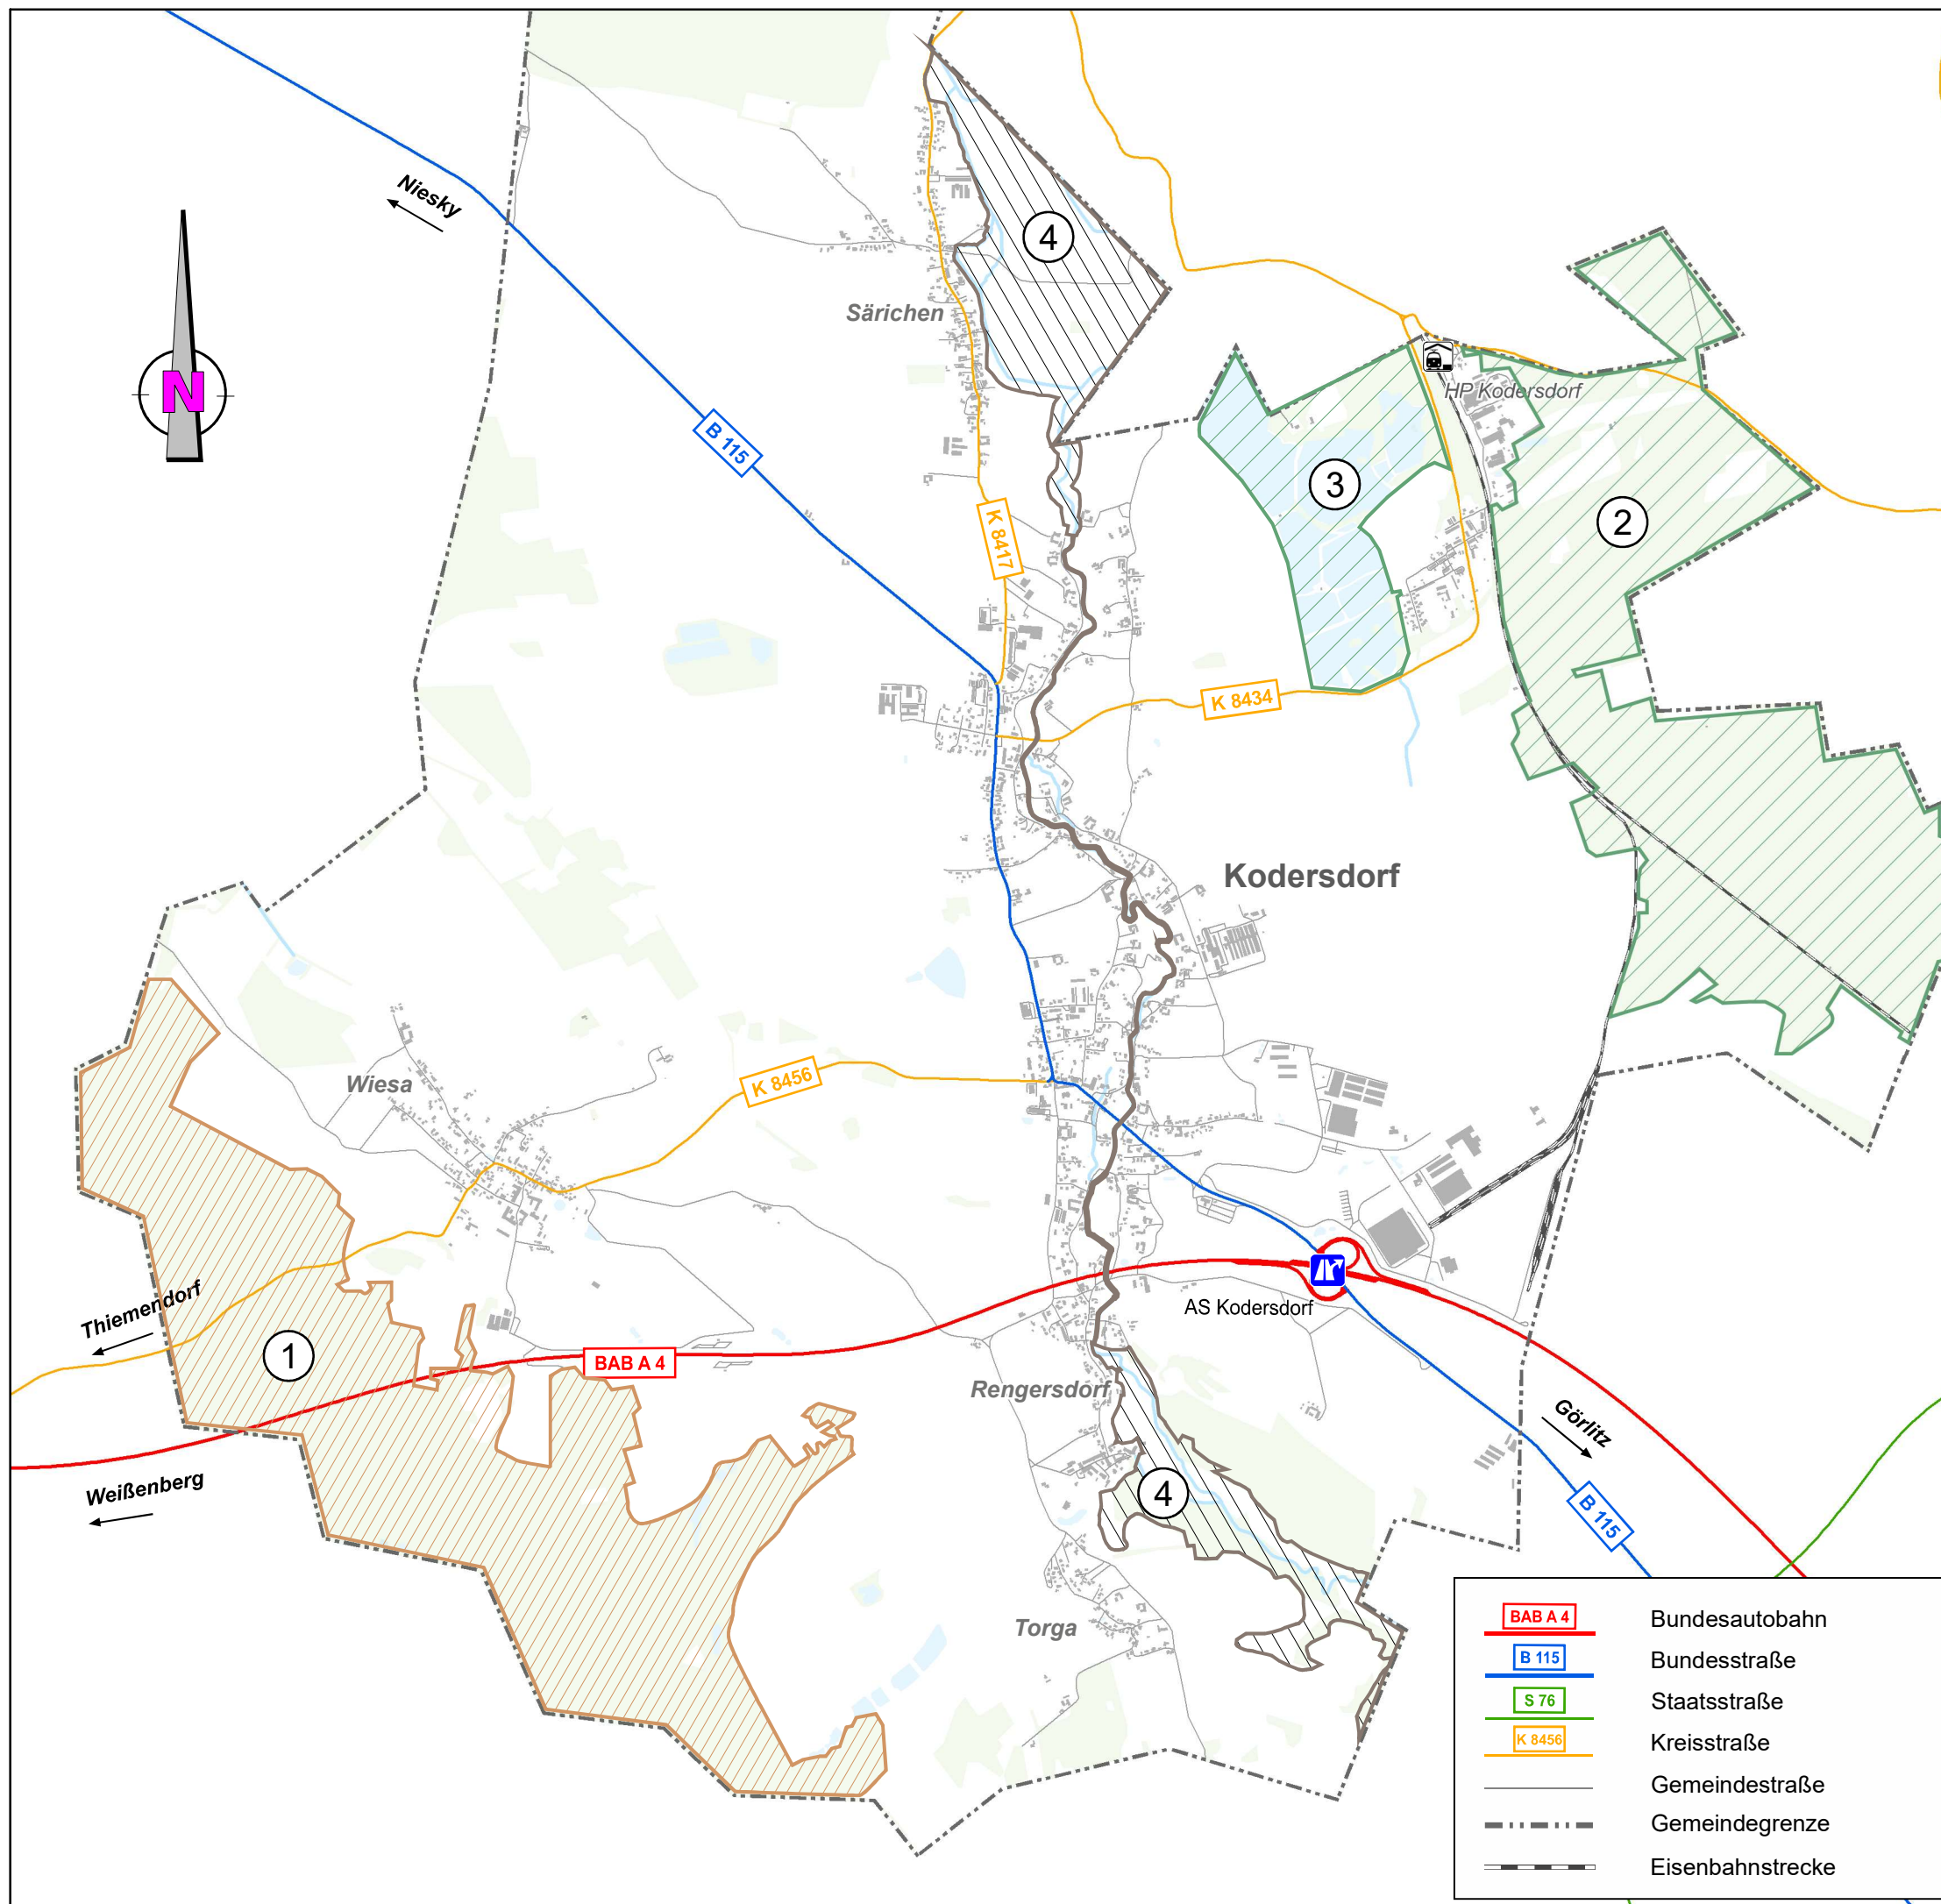 Niesky
N
B 115
Särichen
4
HP Kodersdorf
3
2
K 8417
K 8434
Kodersdorf
Wiesa
K 8456
Thiemendorf
1
BAB A 4
AS Kodersdorf
Rengersdorf
Görlitz
Weißenberg
4
B 115
Torga
BAB A 4 Bundesautobahn
B 115 Bundesstraße
S 76 Staatsstraße
K 8456 Kreisstraße
Gemeindestraße
Gemeindegrenze
Eisenbahnstrecke